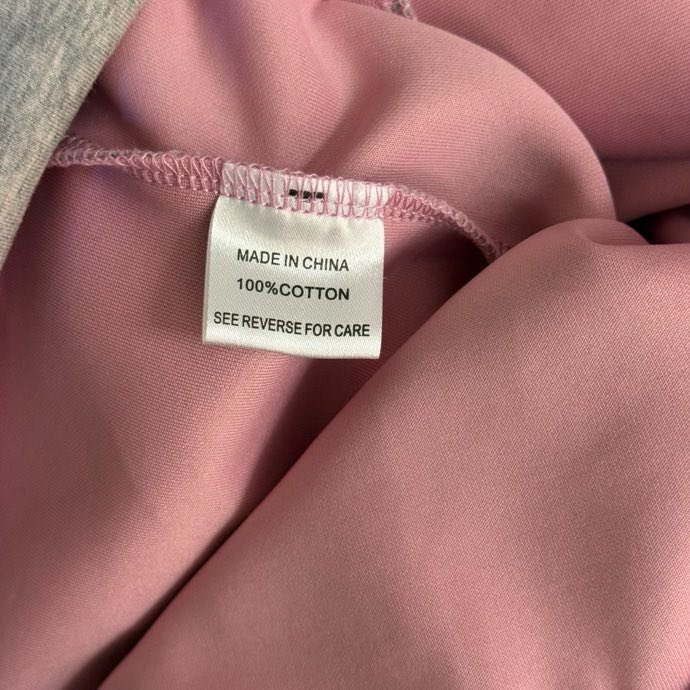 MADE IN CHINA
100%COTTON
SEE REVERSE FOR CARE